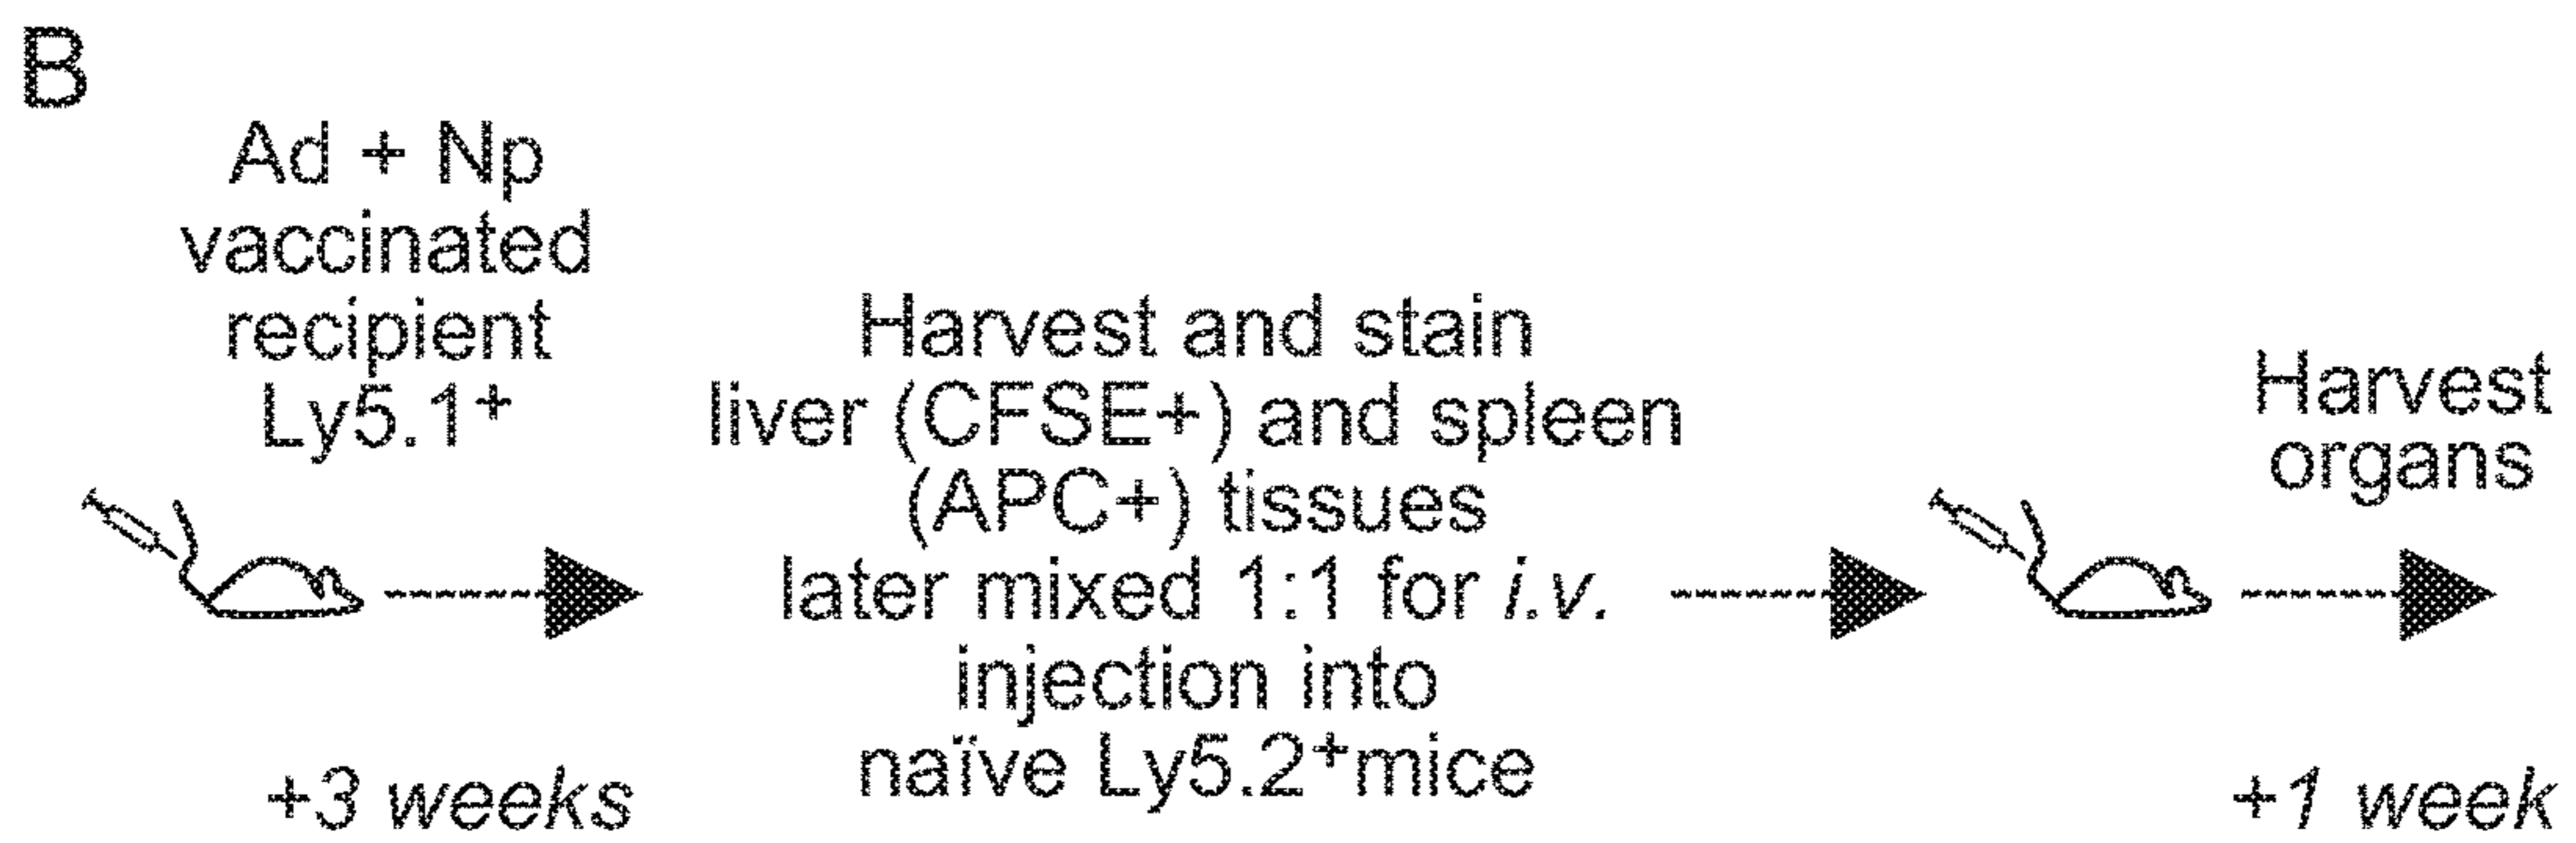 B
Ad + Np
vaccinated
recipient
Ly5.1⁺
Harvest and stain
liver (CFSE+) and spleen
(APC+) tissues
later mixed 1:1 for i.v.
injection into
naïve Ly5.2⁺mice
Harvest
organs
+3 weeks
+1 week